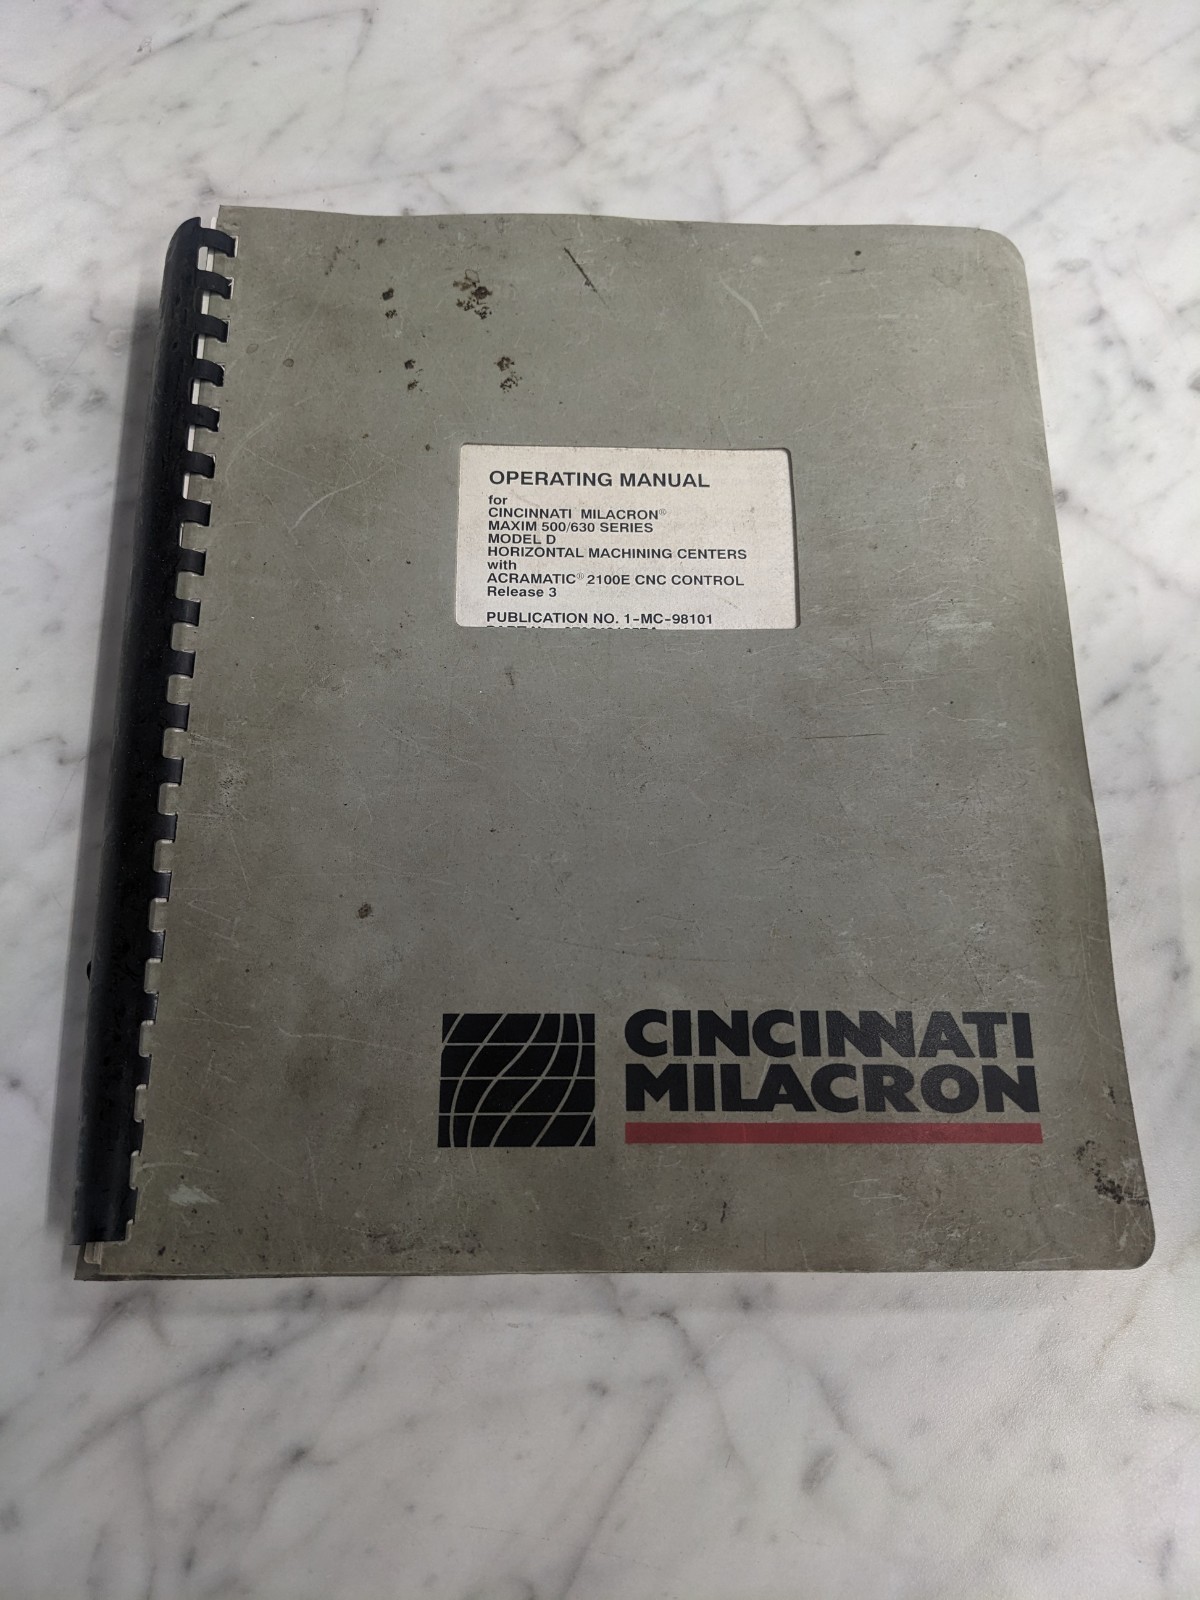 OPERATING MANUAL
for
CINCINNATI MILACRON®
MAXIM 500/630 SERIES
MODEL D
HORIZONTAL MACHINING CENTERS
with
ACRAMATIC® 2100E CNC CONTROL
Release 3
PUBLICATION NO. 1-MC-98101
CINCINNATI
MILACRON